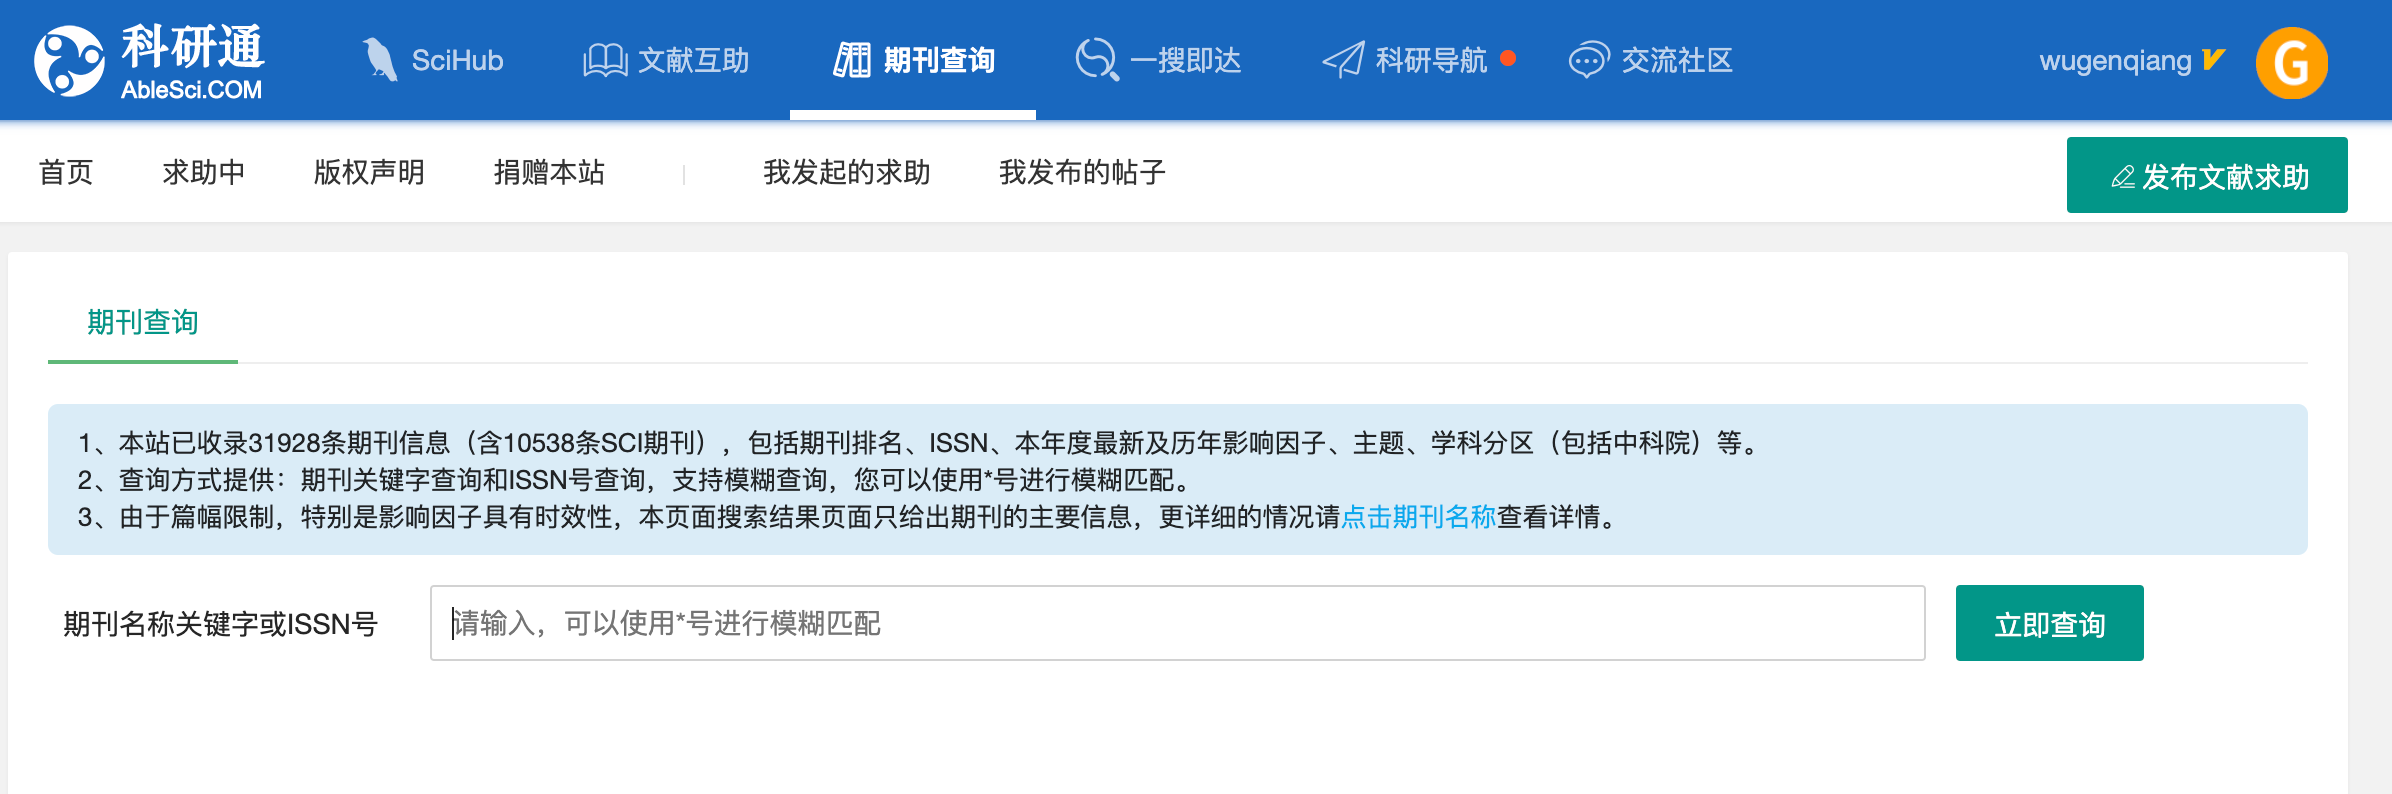 科研通
AbleSci.COM
SciHub
文献互助
期刊查询
一搜即达
科研导航
交流社区
wugenqiang
G
首页
求助中
版权声明
捐赠本站
我发起的求助
我发布的帖子
发布文献求助
期刊查询
1、本站已收录31928条期刊信息（含10538条SCI期刊），包括期刊排名、ISSN、本年度最新及历年影响因子、主题、学科分区（包括中科院）等。
2、查询方式提供：期刊关键字查询和ISSN号查询，支持模糊查询，您可以使用*号进行模糊匹配。
3、由于篇幅限制，特别是影响因子具有时效性，本页面搜索结果页面只给出期刊的主要信息，更详细的情况请点击期刊名称查看详情。
期刊名称关键字或ISSN号
请输入，可以使用*号进行模糊匹配
立即查询